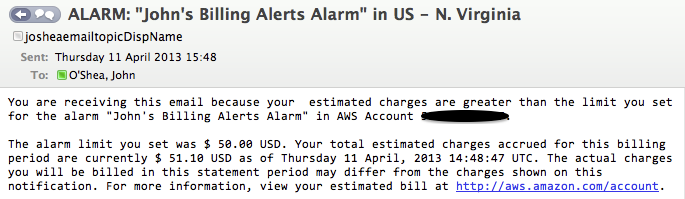 ALARM: "John's Billing Alerts Alarm" in US - N. Virginia
josheaemailtopicDispName
Sent: Thursday 11 April 2013 15:48
To: O'Shea, John
You are receiving this email because your  estimated charges are greater than the limit you set
for the alarm "John's Billing Alerts Alarm" in AWS Account
The alarm limit you set was $ 50.00 USD. Your total estimated charges accrued for this billing
period are currently $ 51.10 USD as of Thursday 11 April, 2013 14:48:47 UTC. The actual charges
you will be billed in this statement period may differ from the charges shown on this
notification. For more information, view your estimated bill at http://aws.amazon.com/account.